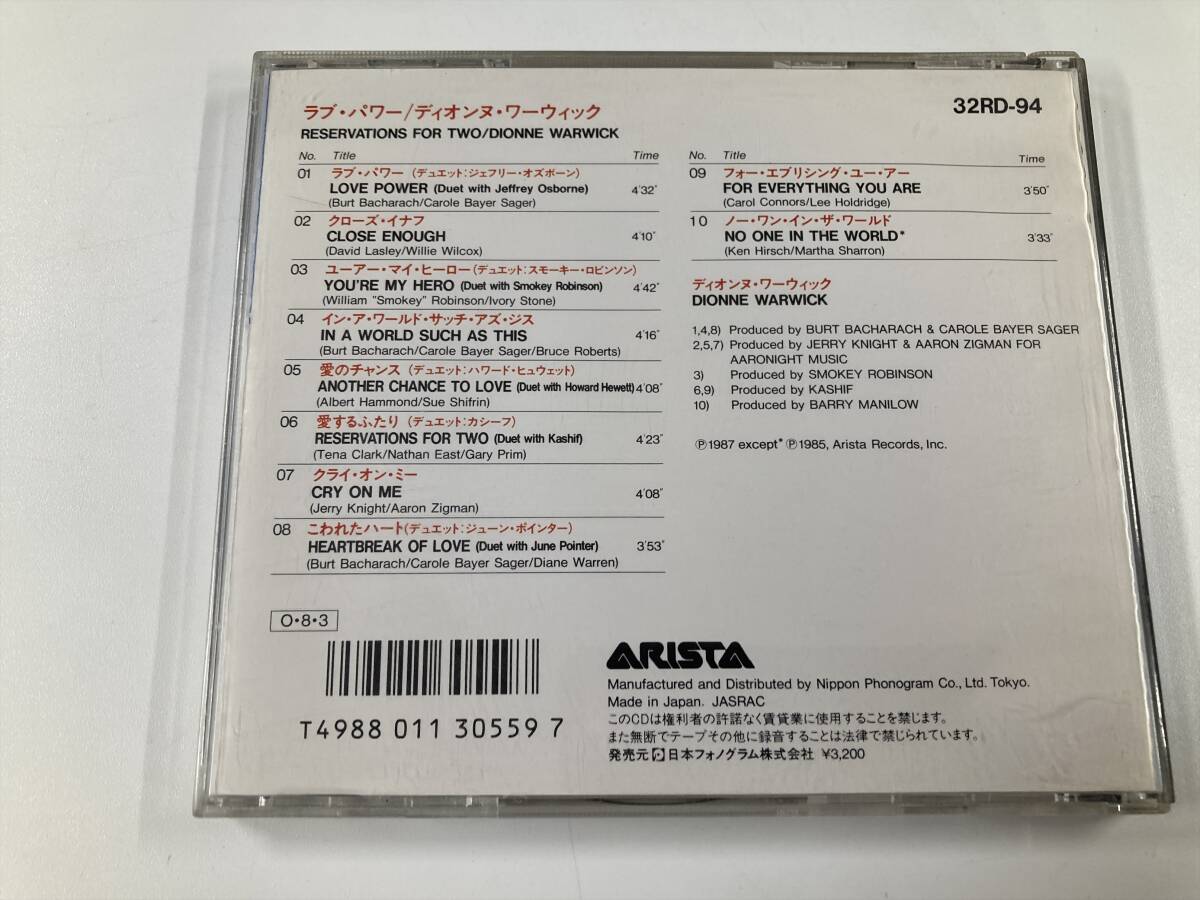 ラブ・パワー/ディオンヌ・ワーウィック
RESERVATIONS FOR TWO/DIONNE WARWICK
32RD-94
No. Title Time
01 ラブ・パワー (デュエット:ジェフリー・オズボーン)
LOVE POWER (Duet with Jeffrey Osborne) 4'32"
(Burt Bacharach/Carole Bayer Sager)
02 クローズ・イナフ
CLOSE ENOUGH 4'10"
(David Lasley/Willie Wilcox)
03 ユーアー・マイ・ヒーロー(デュエット:スモーキー・ロビンソン)
YOU'RE MY HERO (Duet with Smokey Robinson) 4'42"
(William "Smokey" Robinson/Ivory Stone)
04 イン・ア・ワールド・サッチ・アズ・ジス
IN A WORLD SUCH AS THIS 4'16"
(Burt Bacharach/Carole Bayer Sager/Bruce Roberts)
05 愛のチャンス (デュエット:ハワード・ヒュウェット)
ANOTHER CHANCE TO LOVE (Duet with Howard Hewett) 4'08"
(Albert Hammond/Sue Shifrin)
06 愛するふたり (デュエット:カシーフ)
RESERVATIONS FOR TWO (Duet with Kashif) 4'23"
(Tena Clark/Nathan East/Gary Prim)
07 クライ・オン・ミー
CRY ON ME 4'08"
(Jerry Knight/Aaron Zigman)
08 こわれたハート(デュエット:ジューン・ポインター)
HEARTBREAK OF LOVE (Duet with June Pointer) 3'53"
(Burt Bacharach/Carole Bayer Sager/Diane Warren)
No. Title Time
09 フォー・エブリシング・ユー・アー
FOR EVERYTHING YOU ARE 3'50"
(Carol Connors/Lee Holdridge)
10 ノー・ワン・イン・ザ・ワールド
NO ONE IN THE WORLD* 3'33"
(Ken Hirsch/Martha Sharron)
ディオンヌ・ワーウィック
DIONNE WARWICK
1,4,8) Produced by BURT BACHARACH & CAROLE BAYER SAGER
2,5,7) Produced by JERRY KNIGHT & AARON ZIGMAN FOR
AARONIGHT MUSIC
3) Produced by SMOKEY ROBINSON
6,9) Produced by KASHIF
10) Produced by BARRY MANILOW
℗1987 except* ℗1985, Arista Records, Inc.
O・8・3
T4988 011 30559 7
ARISTA
Manufactured and Distributed by Nippon Phonogram Co., Ltd. Tokyo.
Made in Japan. JASRAC
このCDは権利者の許諾なく賃貸業に使用することを禁じます。
また無断でテープその他に録音することは法律で禁じられています。
発売元 日本フォノグラム株式会社 ¥3,200